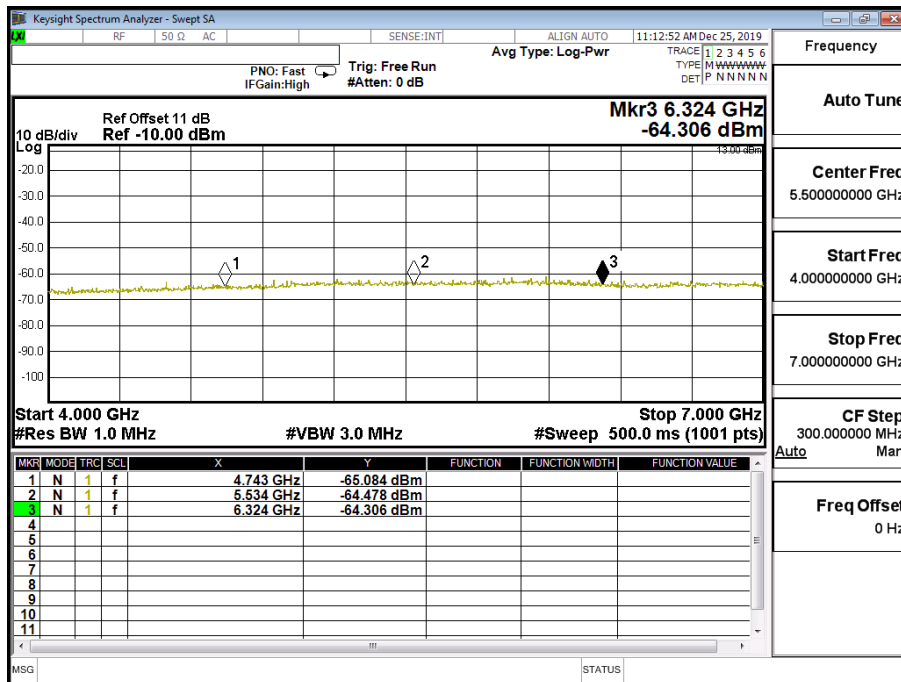 Keysight Spectrum Analyzer - Swept SA
LXI RF 50 Ω AC SENSE:INT ALIGN AUTO 11:12:52 AM Dec 25, 2019
PNO: Fast
IFGain:High
Trig: Free Run
#Atten: 0 dB
Avg Type: Log-Pwr
TRACE 1 2 3 4 5 6
TYPE M WWWWW
DET P N N N N N
Ref Offset 11 dB
10 dB/div Ref -10.00 dBm
Log
Mkr3 6.324 GHz
-64.306 dBm
-13.00 dBm
-20.0
-30.0
-40.0
-50.0
-60.0
-70.0
-80.0
-90.0
-100
1
2
3
Start 4.000 GHz Stop 7.000 GHz
#Res BW 1.0 MHz #VBW 3.0 MHz #Sweep 500.0 ms (1001 pts)
MKR MODE TRC SCL X Y FUNCTION FUNCTION WIDTH FUNCTION VALUE
1 N 1 f 4.743 GHz -65.084 dBm
2 N 1 f 5.534 GHz -64.478 dBm
3 N 1 f 6.324 GHz -64.306 dBm
4
5
6
7
8
9
10
11
MSG STATUS
Frequency
Auto Tune
Center Freq
5.500000000 GHz
Start Freq
4.000000000 GHz
Stop Freq
7.000000000 GHz
CF Step
300.000000 MHz
Auto Man
Freq Offset
0 Hz